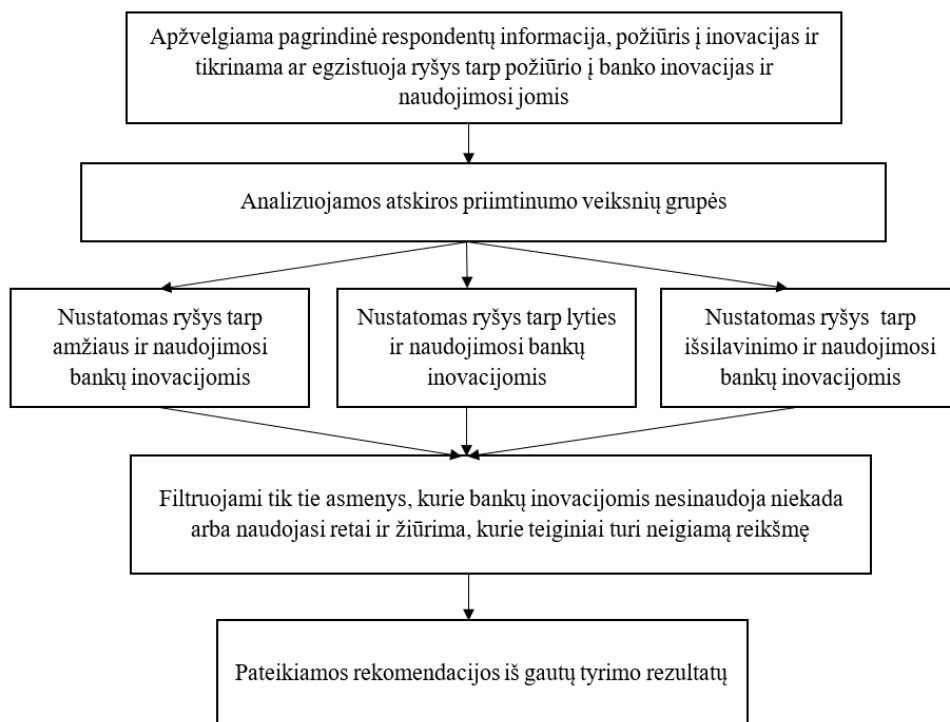 Apžvelgiama pagrindinė respondentų informacija, požiūris į inovacijas ir
tikrinama ar egzistuoja ryšys tarp požiūrio į banko inovacijas ir
naudojimosi jomis
Analizuojamos atskiros priimtinumo veiksnių grupės
Nustatomas ryšys tarp
amžiaus ir naudojimosi
bankų inovacijomis
Nustatomas ryšys tarp lyties
ir naudojimosi bankų
inovacijomis
Nustatomas ryšys tarp
išsilavinimo ir naudojimosi
bankų inovacijomis
Filtruojami tik tie asmenys, kurie bankų inovacijomis nesinaudoja niekada
arba naudojasi retai ir žiūrima, kurie teiginiai turi neigiamą reikšmę
Pateikiamos rekomendacijos iš gautų tyrimo rezultatų